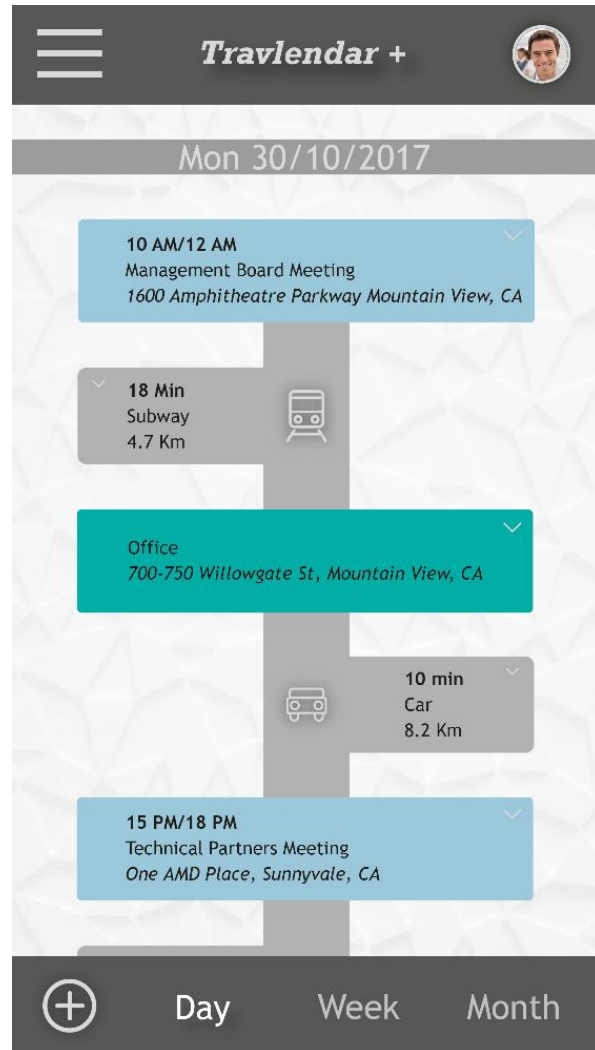 Travlendar +
Mon 30/10/2017
10 AM/12 AM
Management Board Meeting
1600 Amphitheatre Parkway Mountain View, CA
18 Min
Subway
4.7 Km
Office
700-750 Willowgate St, Mountain View, CA
10 min
Car
8.2 Km
15 PM/18 PM
Technical Partners Meeting
One AMD Place, Sunnyvale, CA
Day Week Month